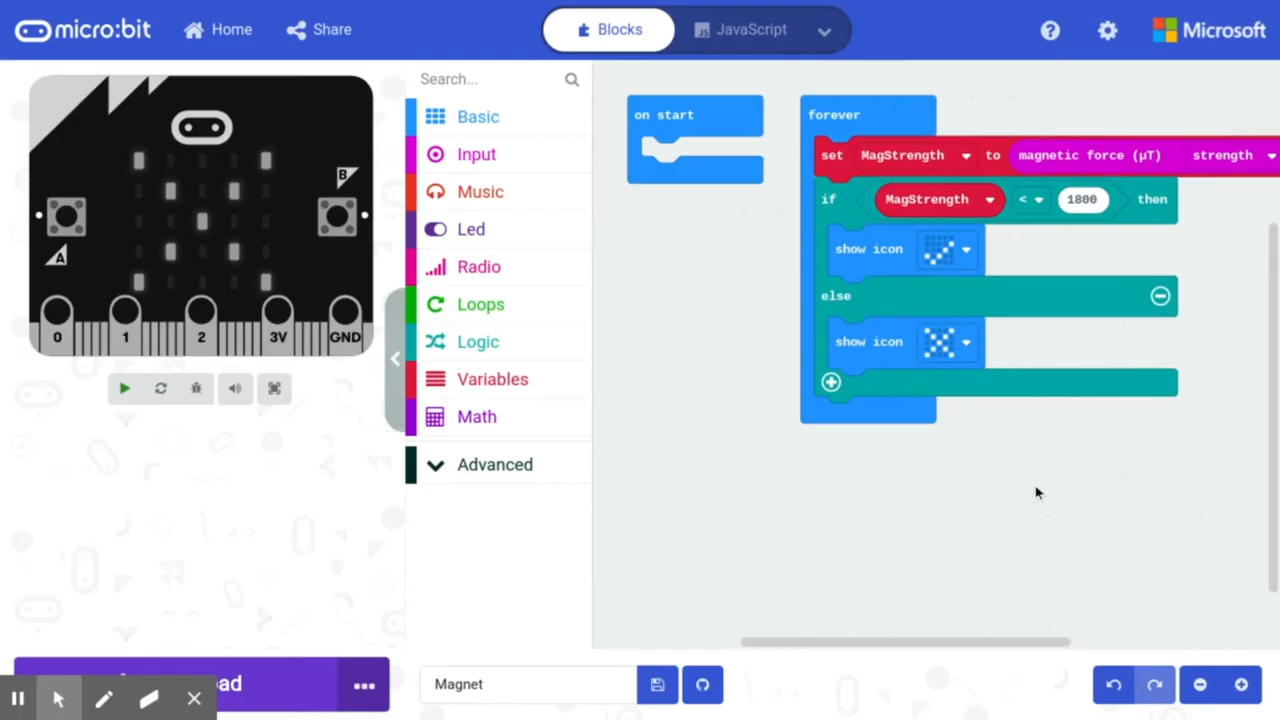 micro:bit
Home
Share
Blocks
JS JavaScript
?
Microsoft
Search...
Basic
Input
Music
Led
Radio
Loops
Logic
Variables
Math
Advanced
A
B
0 1 2 3V GND
on start
forever
set MagStrength to magnetic force (µT) strength
if MagStrength < 1800 then
show icon
else
show icon
ad
...
Magnet